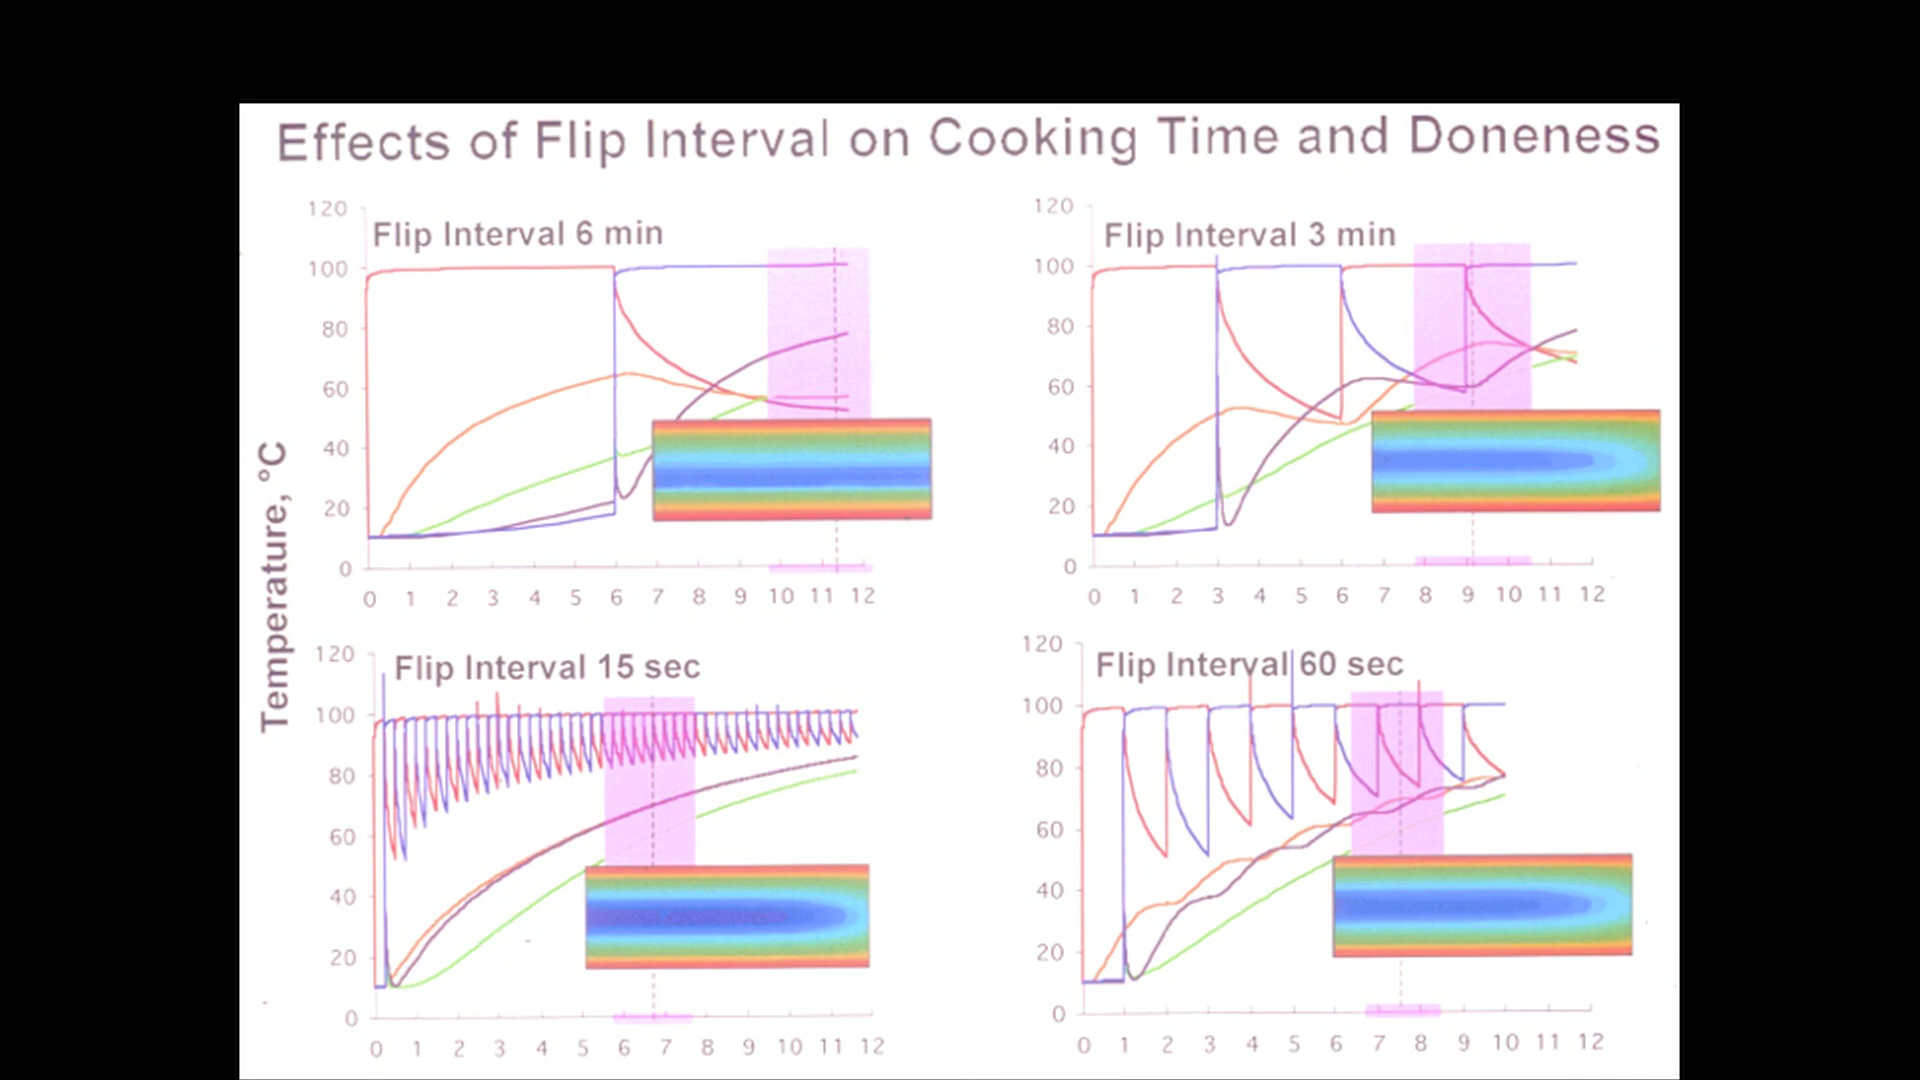 Effects of Flip Interval on Cooking Time and Doneness
Temperature, °C
Flip Interval 6 min
120
100
80
60
40
20
0
0 1 2 3 4 5 6 7 8 9 10 11 12
Flip Interval 3 min
120
100
80
60
40
20
0
0 1 2 3 4 5 6 7 8 9 10 11 12
Flip Interval 15 sec
120
100
80
60
40
20
0
0 1 2 3 4 5 6 7 8 9 10 11 12
Flip Interval 60 sec
120
100
80
60
40
20
0
0 1 2 3 4 5 6 7 8 9 10 11 12